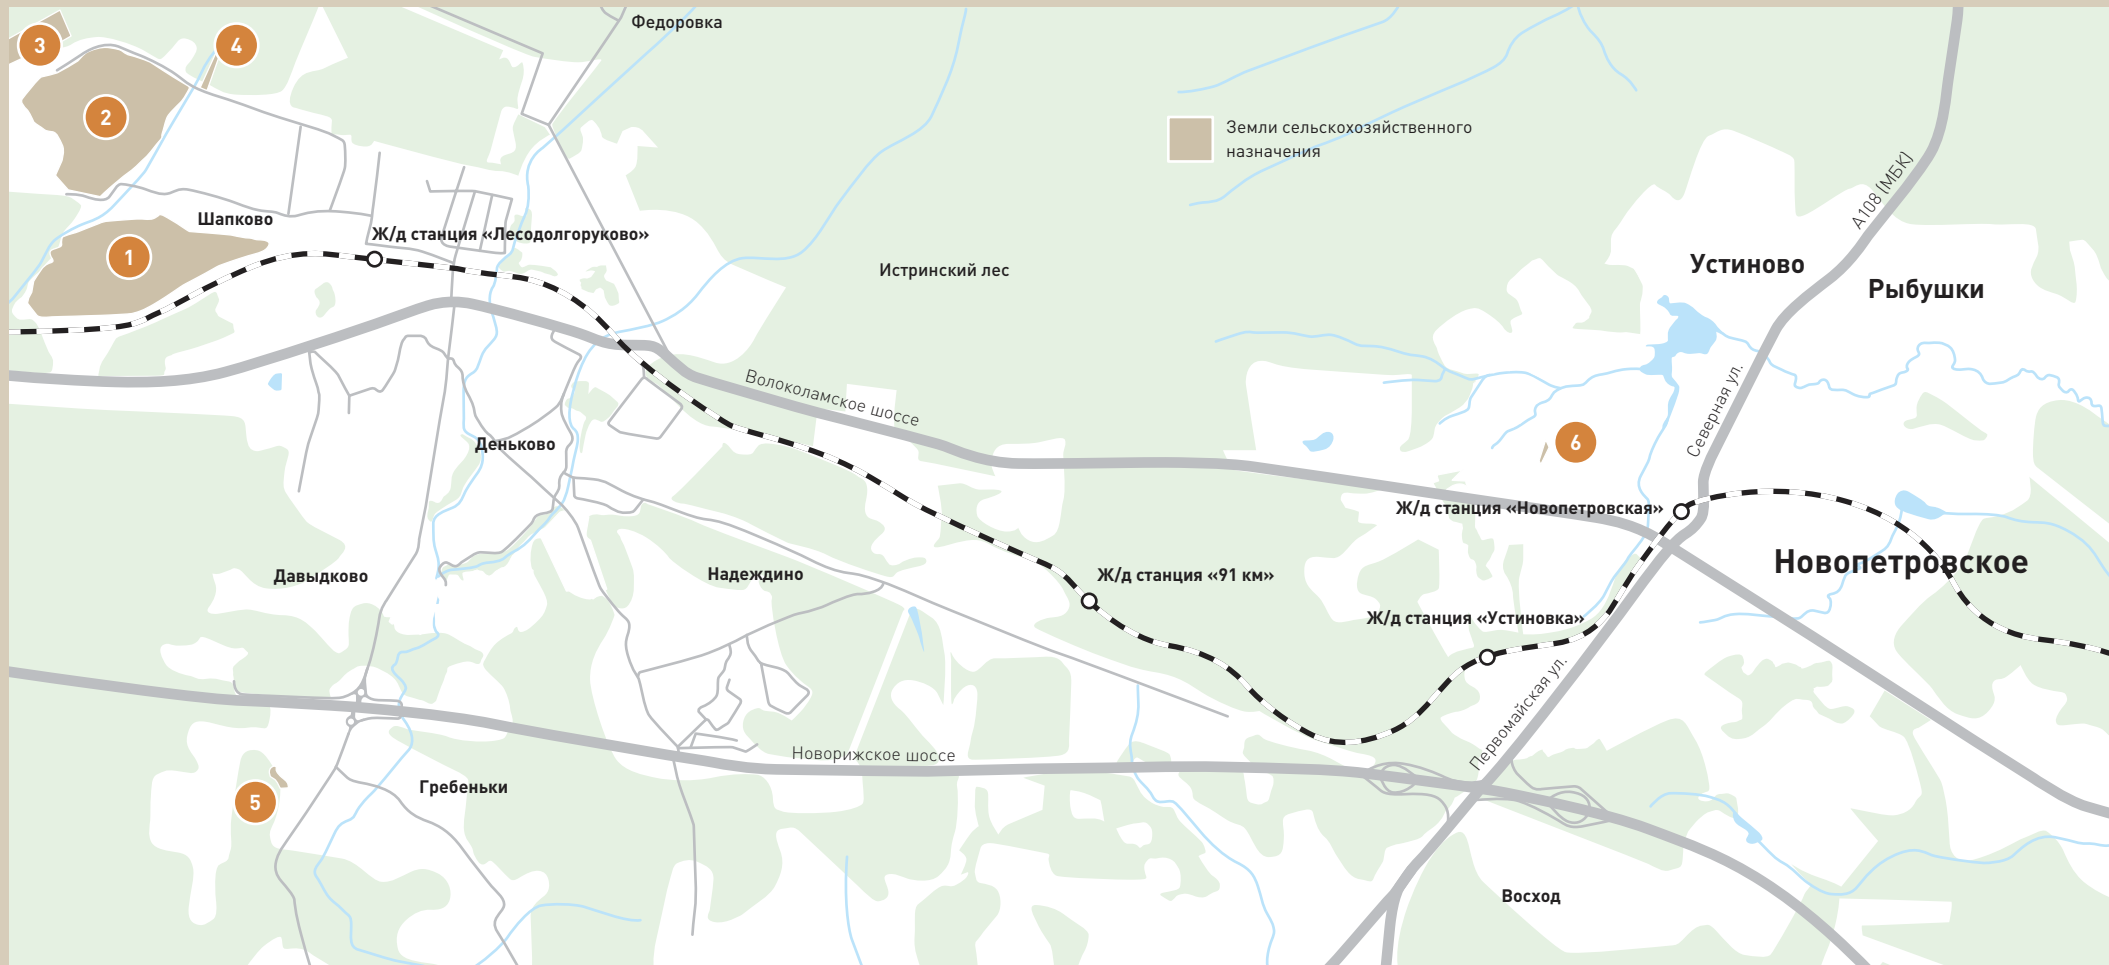 Федоровка
3
4
2
Земли сельскохозяйственного
назначения
А108 (МБК)
Шапково
Ж/д станция «Лесодолгоруково»
1
Истринский лес
Устиново
Рыбушки
Волоколамское шоссе
Северная ул.
Деньково
6
Ж/д станция «Новопетровская»
Новопетровское
Давыдково
Надеждино
Ж/д станция «91 км»
Ж/д станция «Устиновка»
Первомайская ул.
Новорижское шоссе
5
Гребеньки
Восход